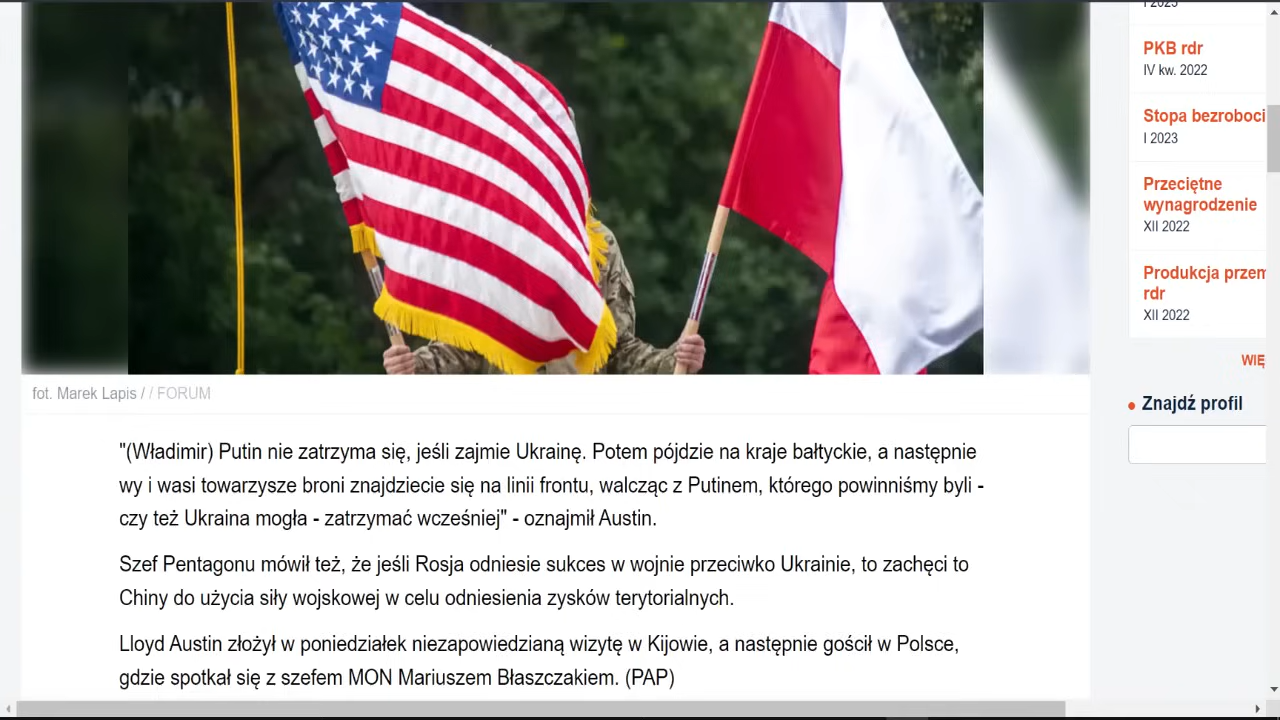 fot. Marek Lapis / / FORUM
"(Władimir) Putin nie zatrzyma się, jeśli zajmie Ukrainę. Potem pójdzie na kraje bałtyckie, a następnie
wy i wasi towarzysze broni znajdziecie się na linii frontu, walcząc z Putinem, którego powinniśmy byli -
czy też Ukraina mogła - zatrzymać wcześniej" - oznajmił Austin.
Szef Pentagonu mówił też, że jeśli Rosja odniesie sukces w wojnie przeciwko Ukrainie, to zachęci to
Chiny do użycia siły wojskowej w celu odniesienia zysków terytorialnych.
Lloyd Austin złożył w poniedziałek niezapowiedzianą wizytę w Kijowie, a następnie gościł w Polsce,
gdzie spotkał się z szefem MON Mariuszem Błaszczakiem. (PAP)
I 2023
PKB rdr
IV kw. 2022
Stopa bezroboci
I 2023
Przeciętne
wynagrodzenie
XII 2022
Produkcja przem
rdr
XII 2022
WIĘ
Znajdź profil